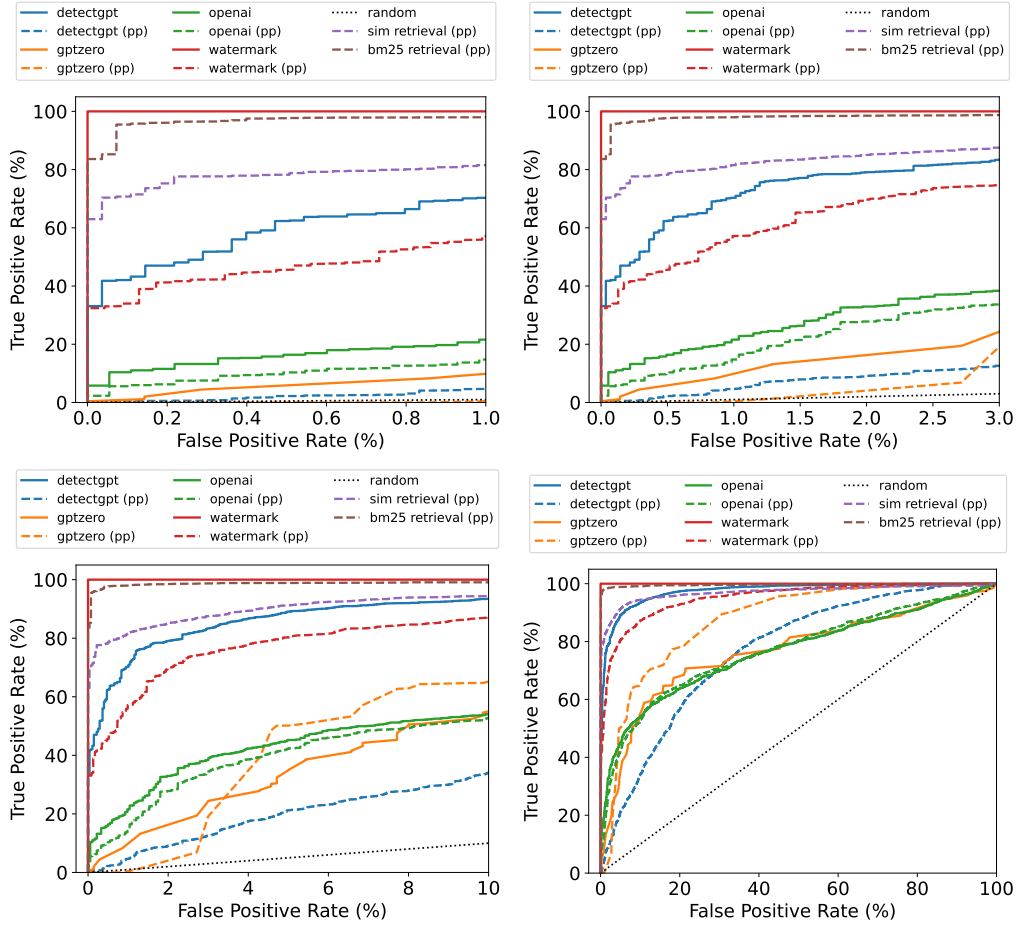 detectgpt openai random
detectgpt (pp) openai (pp) sim retrieval (pp)
gptzero watermark bm25 retrieval (pp)
gptzero (pp) watermark (pp)
100
80
60
40
20
0
True Positive Rate (%)
0.0 0.2 0.4 0.6 0.8 1.0
False Positive Rate (%)
detectgpt openai random
detectgpt (pp) openai (pp) sim retrieval (pp)
gptzero watermark bm25 retrieval (pp)
gptzero (pp) watermark (pp)
100
80
60
40
20
0
True Positive Rate (%)
0.0 0.5 1.0 1.5 2.0 2.5 3.0
False Positive Rate (%)
detectgpt openai random
detectgpt (pp) openai (pp) sim retrieval (pp)
gptzero watermark bm25 retrieval (pp)
gptzero (pp) watermark (pp)
100
80
60
40
20
0
True Positive Rate (%)
0 2 4 6 8 10
False Positive Rate (%)
detectgpt openai random
detectgpt (pp) openai (pp) sim retrieval (pp)
gptzero watermark bm25 retrieval (pp)
gptzero (pp) watermark (pp)
100
80
60
40
20
0
True Positive Rate (%)
0 20 40 60 80 100
False Positive Rate (%)